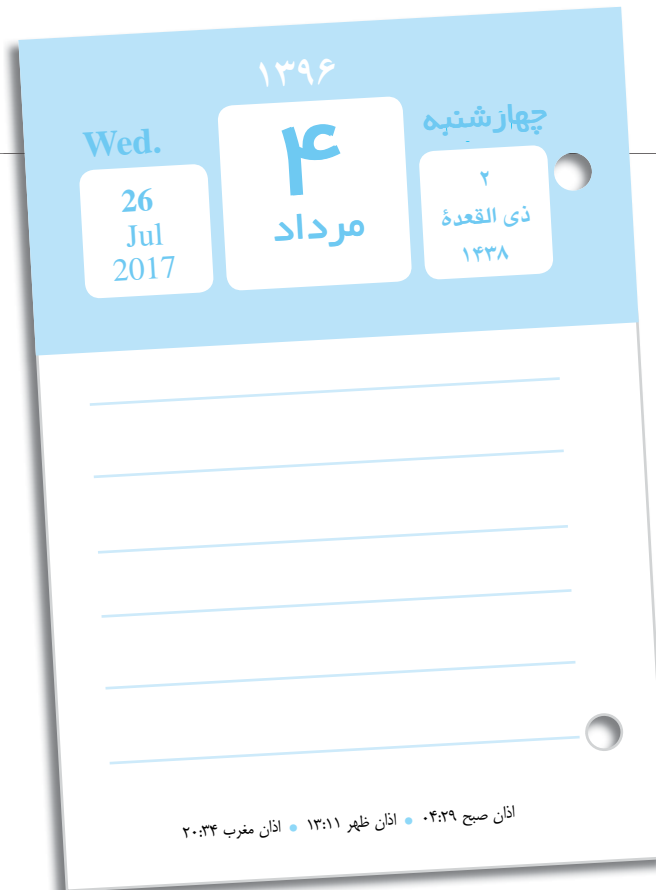 ۱۳۹۶
چهارشنبه
۲
ذی القعدة
۱۴۳۸
۴
مرداد
Wed.
26
Jul
2017
اذان صبح ۰۴:۲۹ • اذان ظهر ۱۳:۱۱ • اذان مغرب ۲۰:۳۴